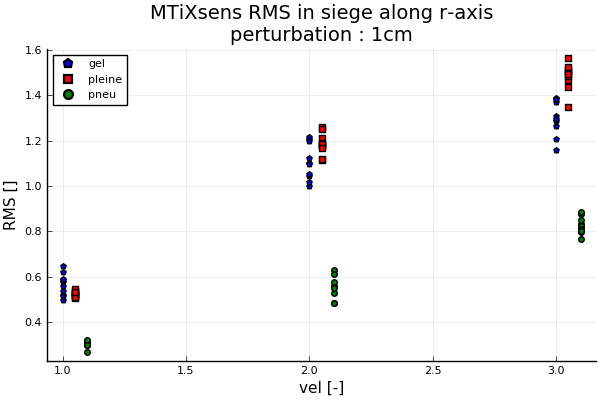 MTiXsens RMS in siege along r-axis
perturbation : 1cm
gel
pleine
pneu
RMS []
1.6
1.4
1.2
1.0
0.8
0.6
0.4
1.0
1.5
2.0
2.5
3.0
vel [-]